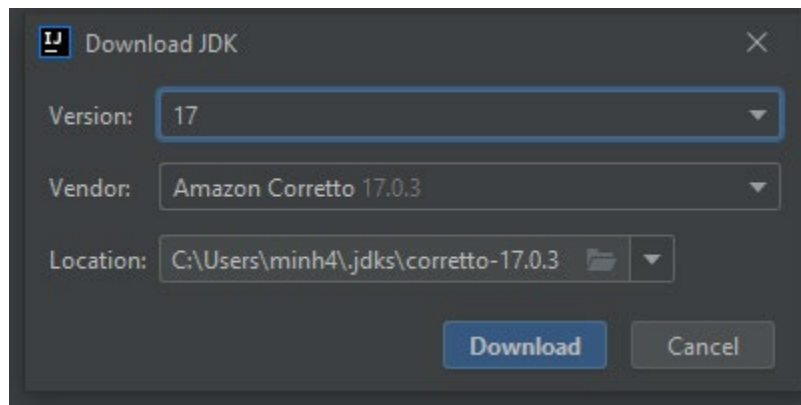 IJ Download JDK
Version: 17
Vendor: Amazon Corretto 17.0.3
Location: C:\Users\minh4\.jdks\corretto-17.0.3
Download Cancel